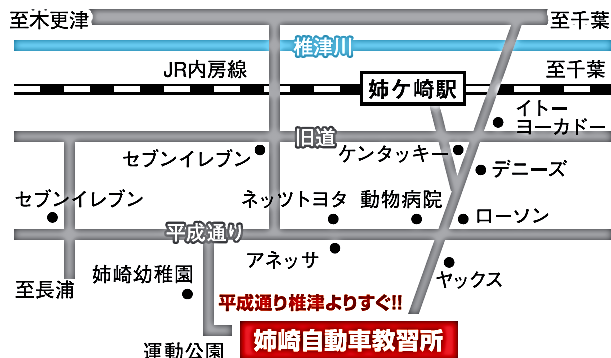 至木更津
至千葉
椎津川
JR内房線
至千葉
姉ケ崎駅
イトー
ヨーカドー
旧道
セブンイレブン
ケンタッキー
デニーズ
セブンイレブン
ネッツトヨタ
動物病院
ローソン
平成通り
アネッサ
姉崎幼稚園
ヤックス
至長浦
平成通り椎津よりすぐ!!
姉崎自動車教習所
運動公園